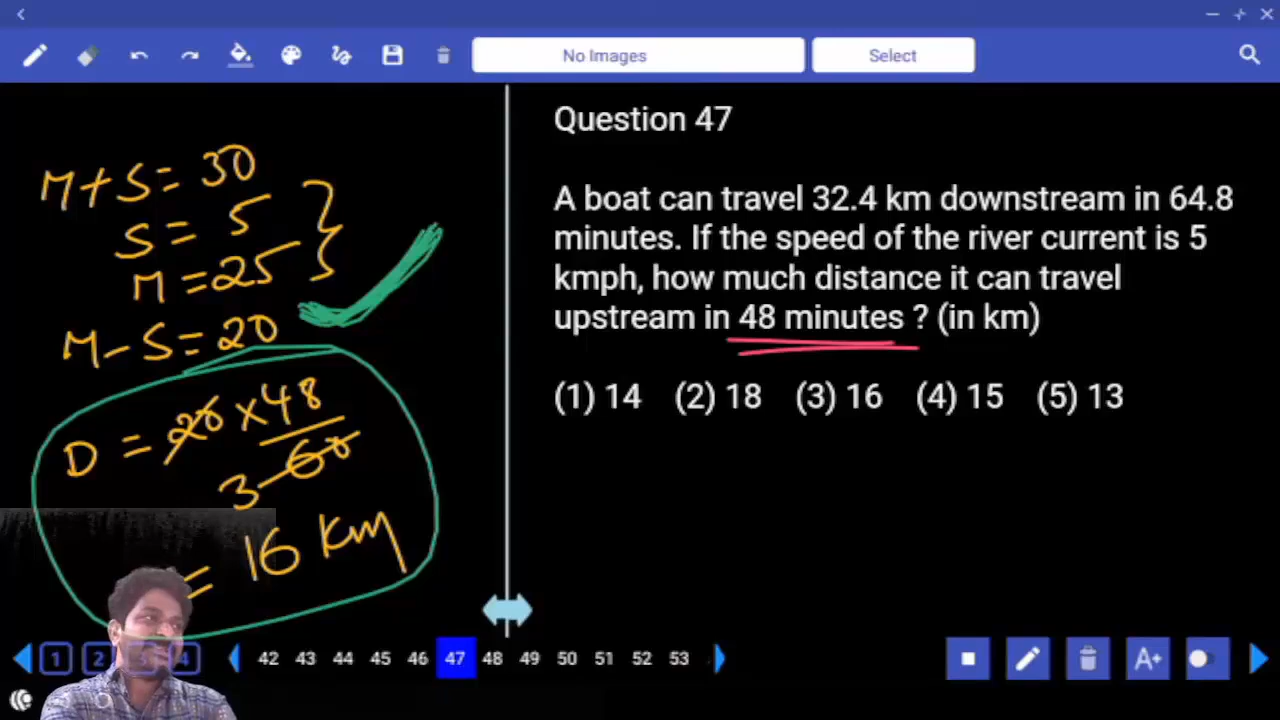 No Images
Select
M+S=30
S=5
M=25
M-S=20
D=20×48
3 60
=16 Km
Question 47
A boat can travel 32.4 km downstream in 64.8
minutes. If the speed of the river current is 5
kmph, how much distance it can travel
upstream in 48 minutes ? (in km)
(1) 14 (2) 18 (3) 16 (4) 15 (5) 13
1 2 3 4 42 43 44 45 46 47 48 49 50 51 52 53
A+